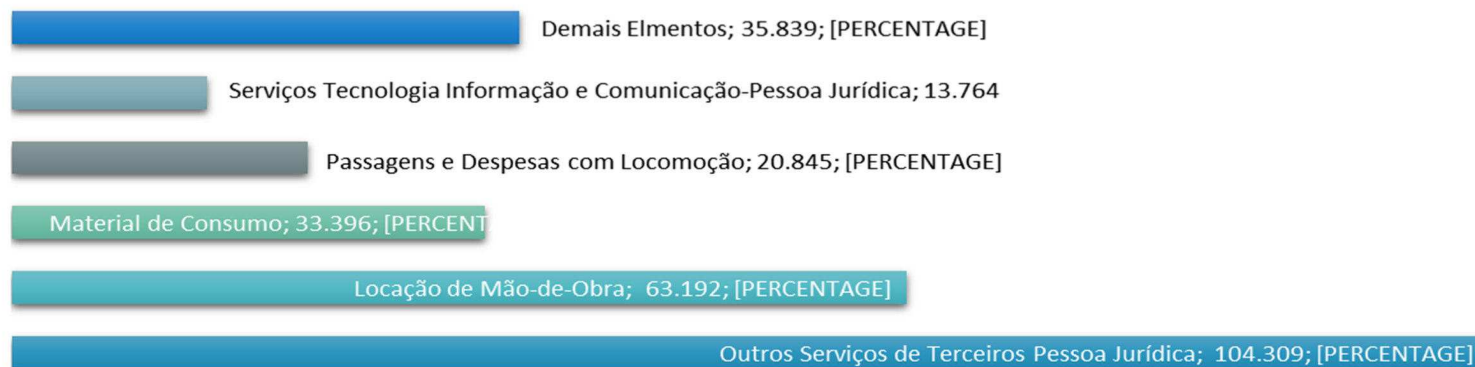 Demais Elmentos; 35.839; [PERCENTAGE]
Serviços Tecnologia Informação e Comunicação-Pessoa Jurídica; 13.764
Passagens e Despesas com Locomoção; 20.845; [PERCENTAGE]
Material de Consumo; 33.396; [PERCENT
Locação de Mão-de-Obra; 63.192; [PERCENTAGE]
Outros Serviços de Terceiros Pessoa Jurídica; 104.309; [PERCENTAGE]